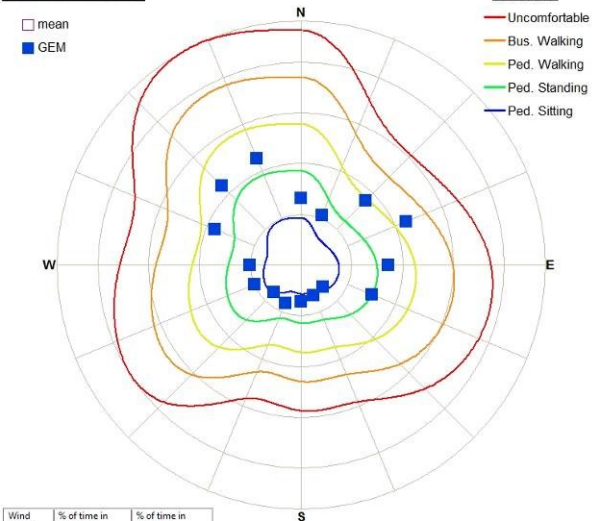 N
mean
GEM
Uncomfortable
Bus. Walking
Ped. Walking
Ped. Standing
Ped. Sitting
W
E
S
Wind
% of time in
% of time in